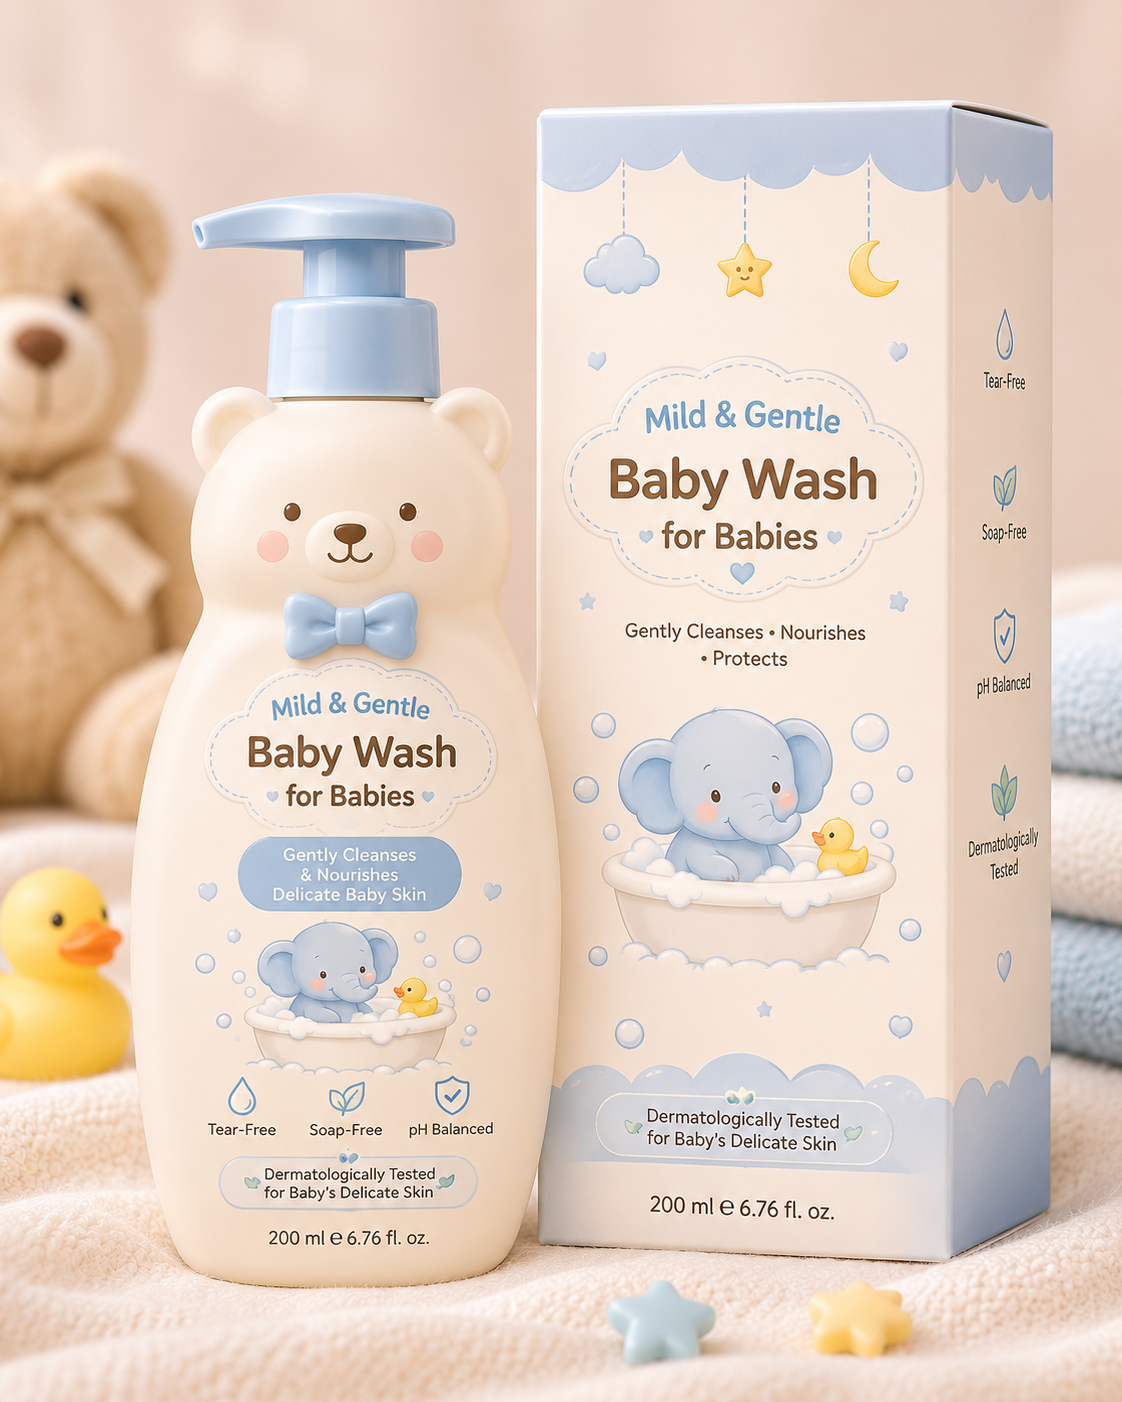 Mild & Gentle
Baby Wash
for Babies
Gently Cleanses
& Nourishes
Delicate Baby Skin
Tear-Free
Soap-Free
pH Balanced
Dermatologically Tested
for Baby's Delicate Skin
200 ml ℮ 6.76 fl. oz.
Mild & Gentle
Baby Wash
for Babies
Gently Cleanses • Nourishes
• Protects
Dermatologically Tested
for Baby's Delicate Skin
200 ml ℮ 6.76 fl. oz.
Tear-Free
Soap-Free
pH Balanced
Dermatologically
Tested